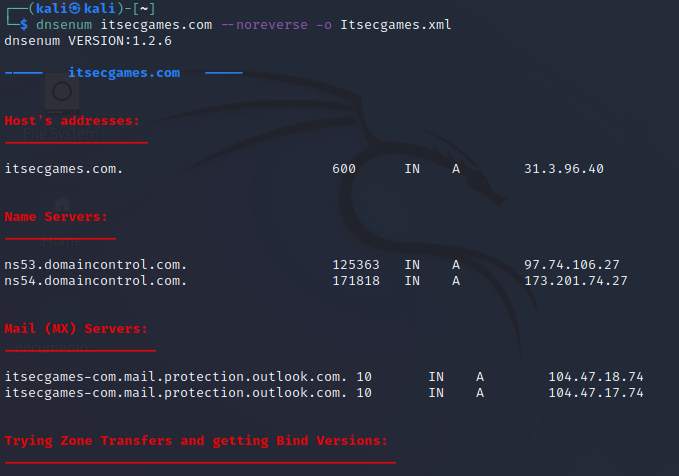 (kali㉿kali)-[~]
$ dnsenum itsecgames.com --noreverse -o Itsecgames.xml
dnsenum VERSION:1.2.6
-----   itsecgames.com   -----
File System
Host's addresses:
itsecgames.com. 600 IN A 31.3.96.40
Name Servers:
Home
ns53.domaincontrol.com. 125363 IN A 97.74.106.27
ns54.domaincontrol.com. 171818 IN A 173.201.74.27
Mail (MX) Servers:
itsecgames-com.mail.protection.outlook.com. 10 IN A 104.47.18.74
itsecgames-com.mail.protection.outlook.com. 10 IN A 104.47.17.74
Trying Zone Transfers and getting Bind Versions: